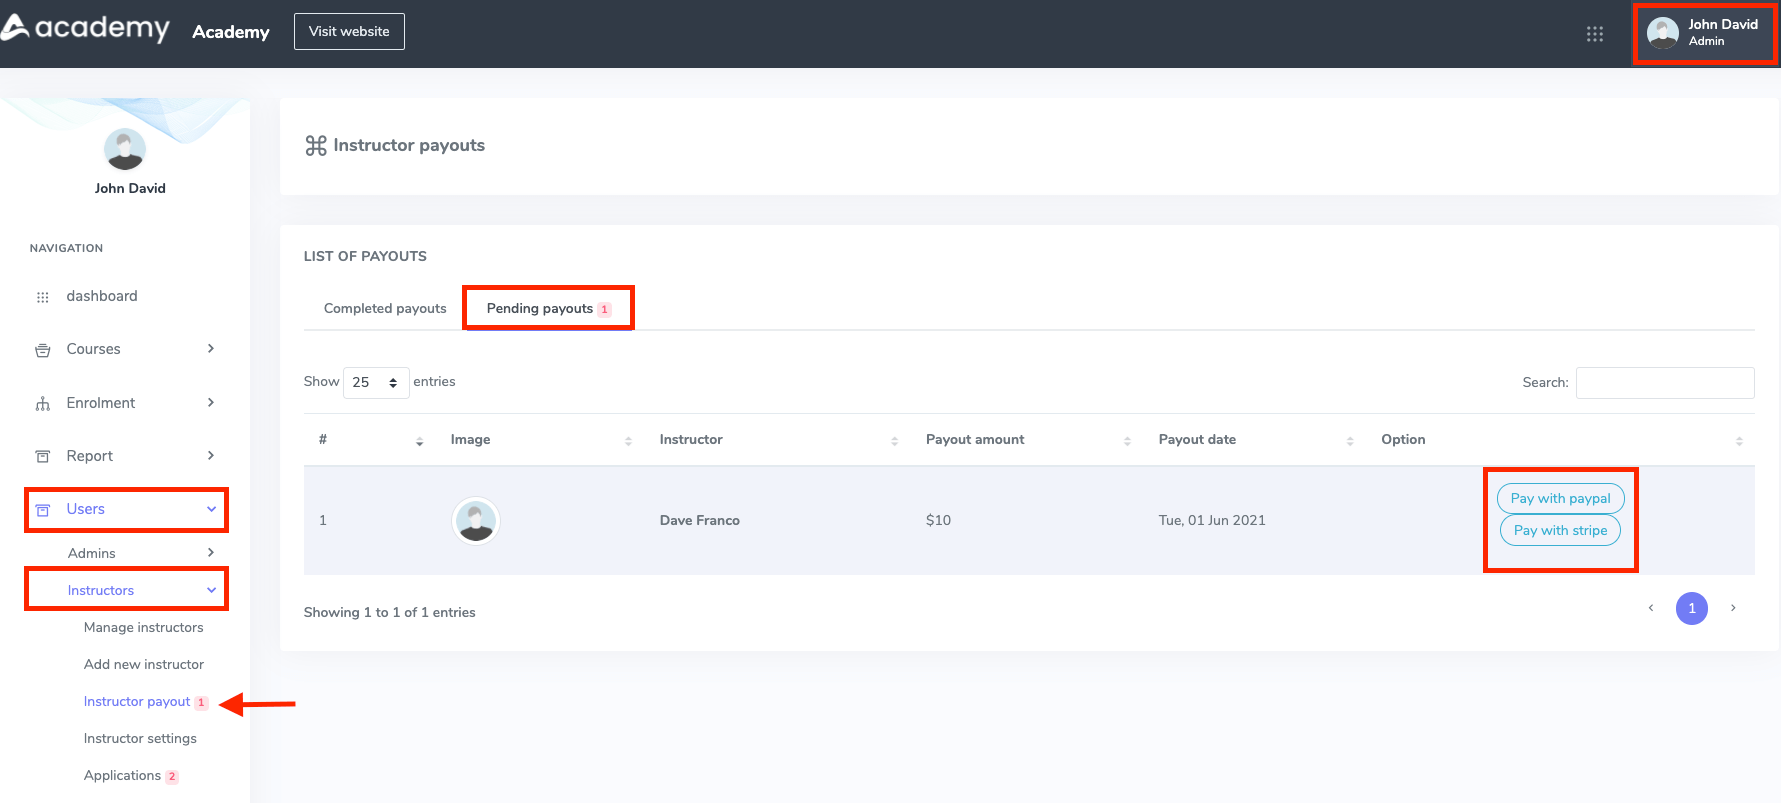 academy Academy Visit website
John David
Admin
John David
NAVIGATION
dashboard
Courses
Enrolment
Report
Users
Admins
Instructors
Manage instructors
Add new instructor
Instructor payout 1
Instructor settings
Applications 2
Instructor payouts
LIST OF PAYOUTS
Completed payouts Pending payouts 1
Show 25 entries Search:
# Image Instructor Payout amount Payout date Option
1 Dave Franco $10 Tue, 01 Jun 2021 Pay with paypal
Pay with stripe
Showing 1 to 1 of 1 entries 1